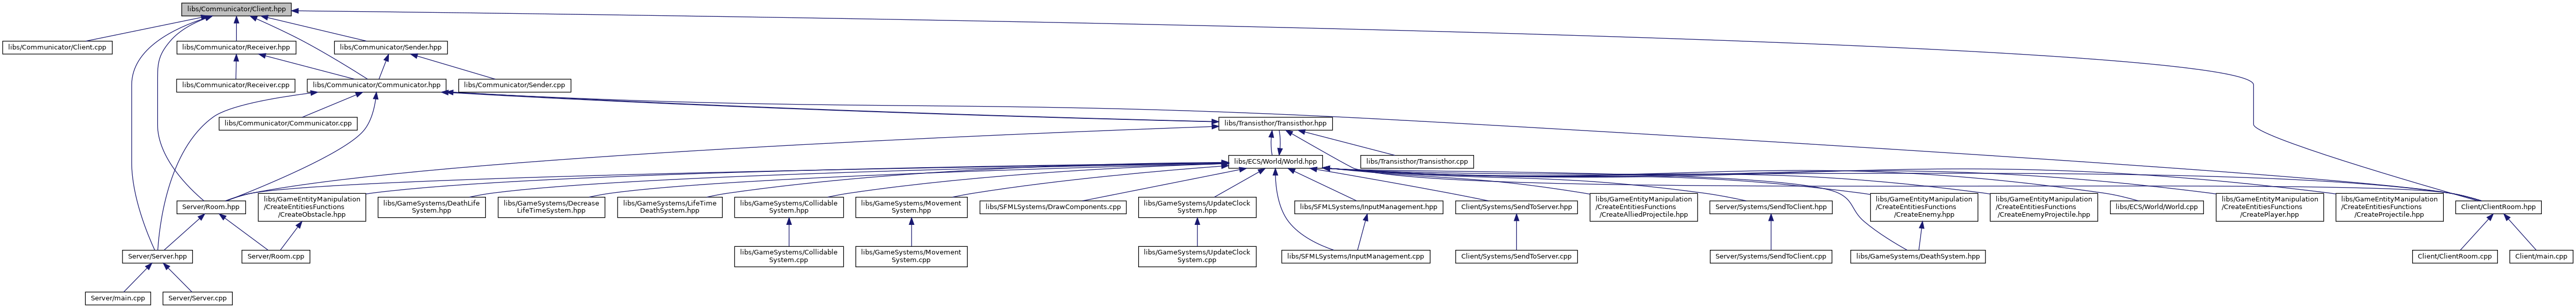 libs/Communicator/Client.hpp
libs/Communicator/Client.cpp
libs/Communicator/Receiver.hpp
libs/Communicator/Sender.hpp
libs/Communicator/Receiver.cpp
libs/Communicator/Communicator.hpp
libs/Communicator/Sender.cpp
libs/Communicator/Communicator.cpp
libs/Transisthor/Transisthor.hpp
libs/ECS/World/World.hpp
libs/Transisthor/Transisthor.cpp
Server/Room.hpp
libs/GameEntityManipulation
/CreateEntitiesFunctions
/CreateObstacle.hpp
libs/GameSystems/DeathLife
System.hpp
libs/GameSystems/Decrease
LifeTimeSystem.hpp
libs/GameSystems/LifeTime
DeathSystem.hpp
libs/GameSystems/Collidable
System.hpp
libs/GameSystems/Movement
System.hpp
libs/SFMLSystems/DrawComponents.cpp
libs/GameSystems/UpdateClock
System.hpp
libs/SFMLSystems/InputManagement.hpp
Client/Systems/SendToServer.hpp
libs/GameEntityManipulation
/CreateEntitiesFunctions
/CreateAlliedProjectile.hpp
Server/Systems/SendToClient.hpp
libs/GameEntityManipulation
/CreateEntitiesFunctions
/CreateEnemy.hpp
libs/GameEntityManipulation
/CreateEntitiesFunctions
/CreateEnemyProjectile.hpp
libs/ECS/World/World.cpp
libs/GameEntityManipulation
/CreateEntitiesFunctions
/CreatePlayer.hpp
libs/GameEntityManipulation
/CreateEntitiesFunctions
/CreateProjectile.hpp
Client/ClientRoom.hpp
Server/Server.hpp
Server/Room.cpp
libs/GameSystems/Collidable
System.cpp
libs/GameSystems/Movement
System.cpp
libs/GameSystems/UpdateClock
System.cpp
libs/SFMLSystems/InputManagement.cpp
Client/Systems/SendToServer.cpp
Server/Systems/SendToClient.cpp
libs/GameSystems/DeathSystem.hpp
Client/ClientRoom.cpp
Client/main.cpp
Server/main.cpp
Server/Server.cpp